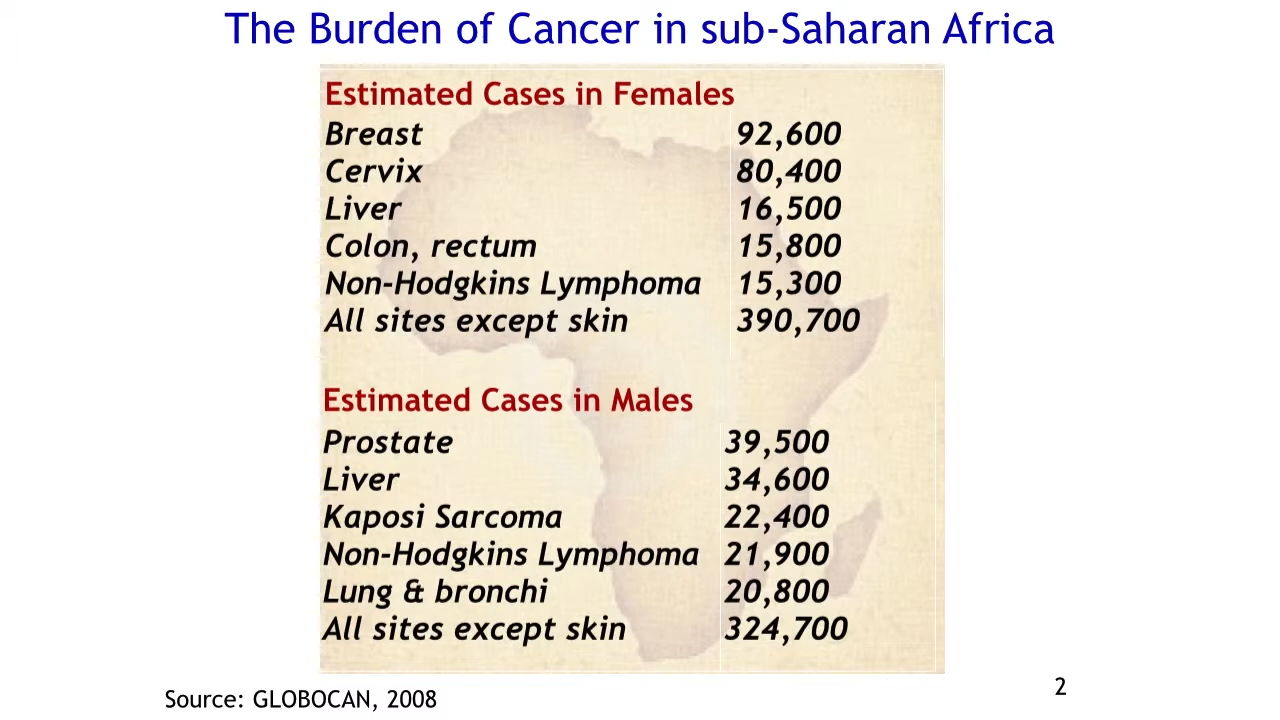 The Burden of Cancer in sub-Saharan Africa
Estimated Cases in Females
Breast 92,600
Cervix 80,400
Liver 16,500
Colon, rectum 15,800
Non-Hodgkins Lymphoma 15,300
All sites except skin 390,700
Estimated Cases in Males
Prostate 39,500
Liver 34,600
Kaposi Sarcoma 22,400
Non-Hodgkins Lymphoma 21,900
Lung & bronchi 20,800
All sites except skin 324,700
Source: GLOBOCAN, 2008
2